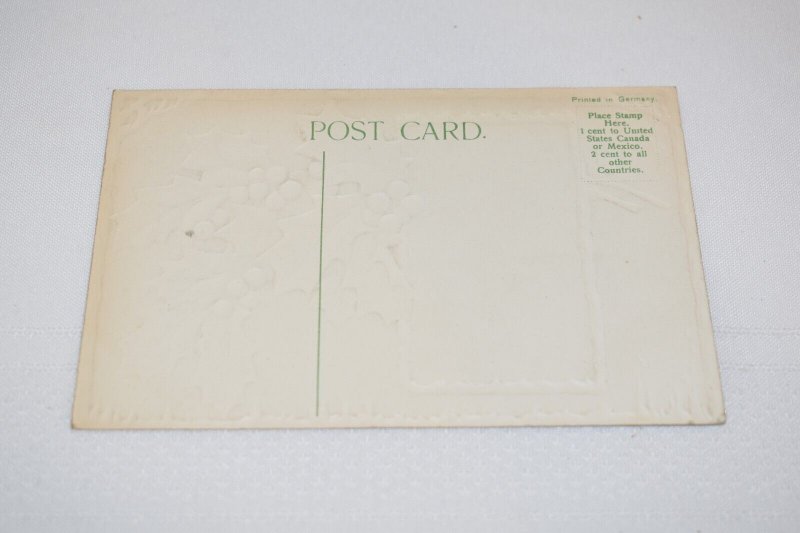 Printed in Germany.
POST CARD.
Place Stamp
Here.
1 cent to United
States Canada
or Mexico.
2 cent to all
other
Countries.